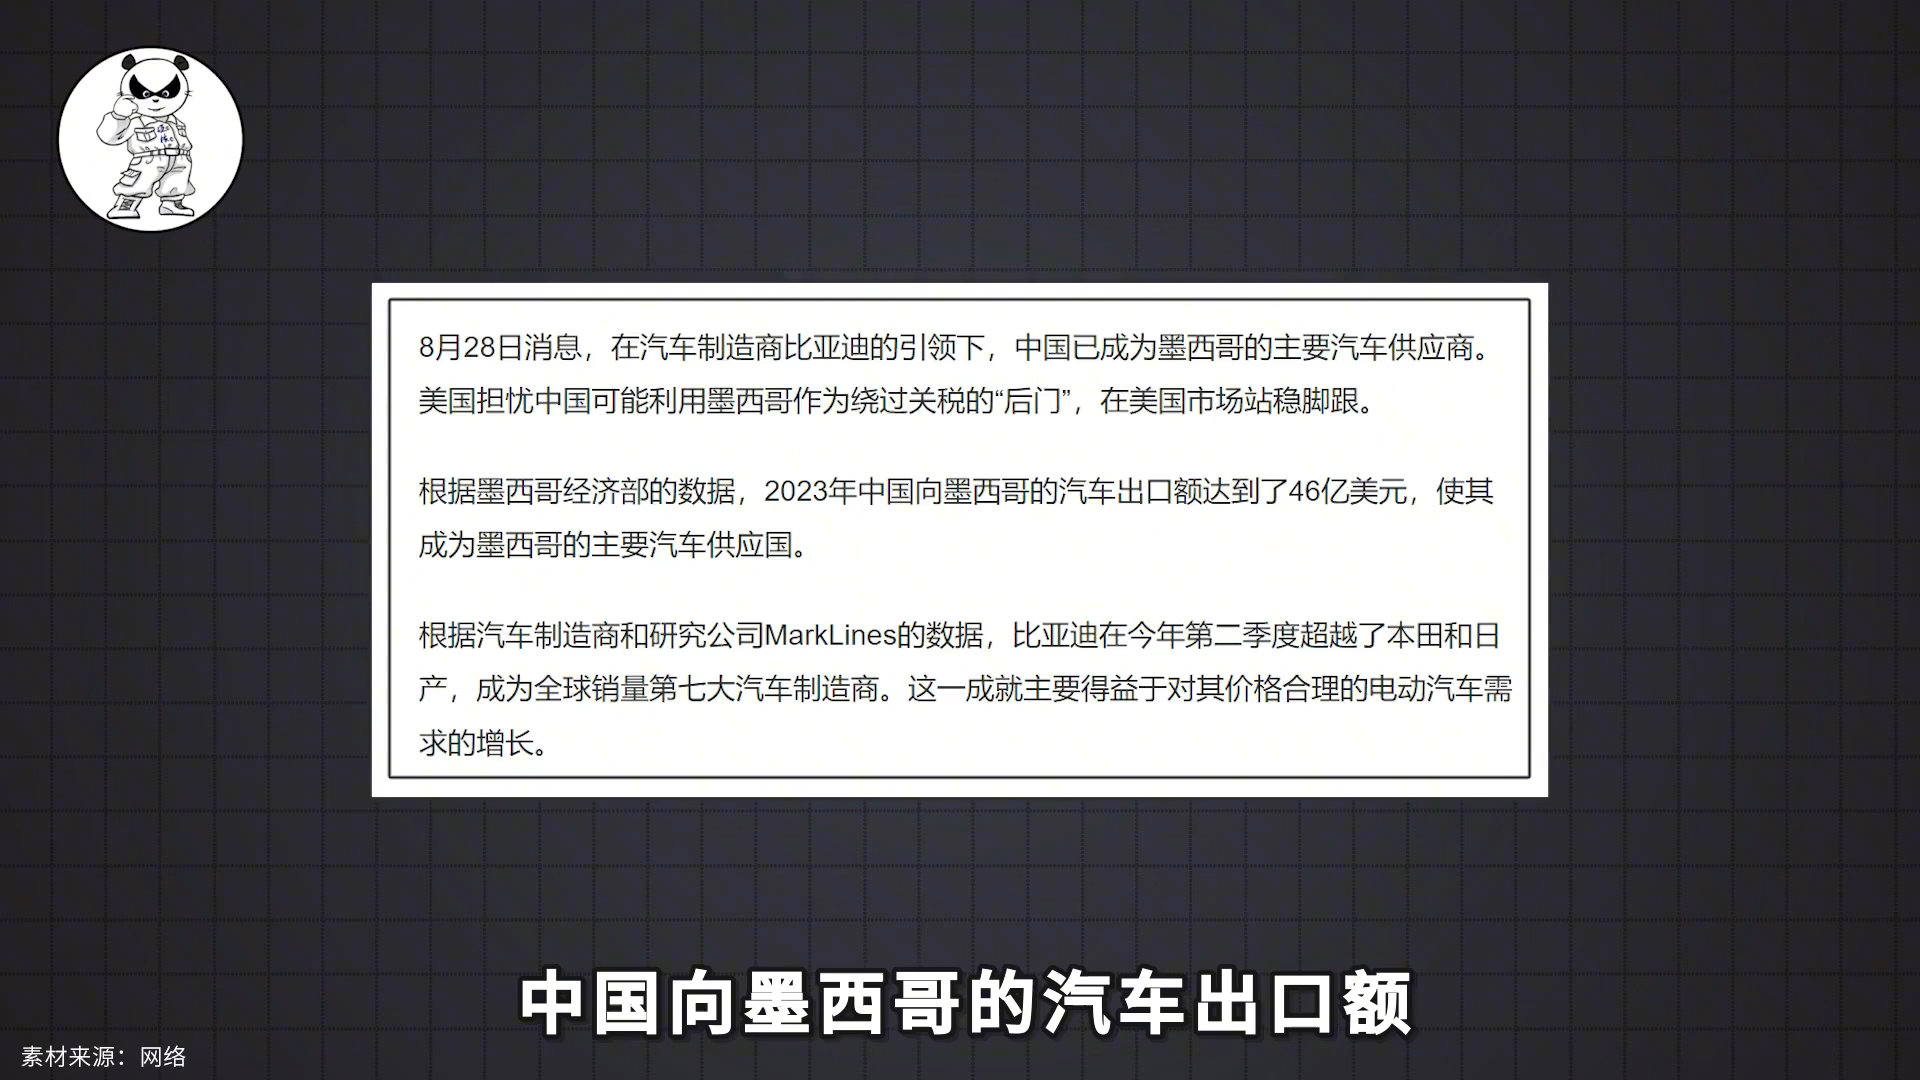 8月28日消息，在汽车制造商比亚迪的引领下，中国已成为墨西哥的主要汽车供应商。
美国担忧中国可能利用墨西哥作为绕过关税的“后门”，在美国市场站稳脚跟。
根据墨西哥经济部的数据，2023年中国向墨西哥的汽车出口额达到了46亿美元，使其
成为墨西哥的主要汽车供应国。
根据汽车制造商和研究公司MarkLines的数据，比亚迪在今年第二季度超越了本田和日
产，成为全球销量第七大汽车制造商。这一成就主要得益于对其价格合理的电动汽车需
求的增长。
中国向墨西哥的汽车出口额
素材来源：网络